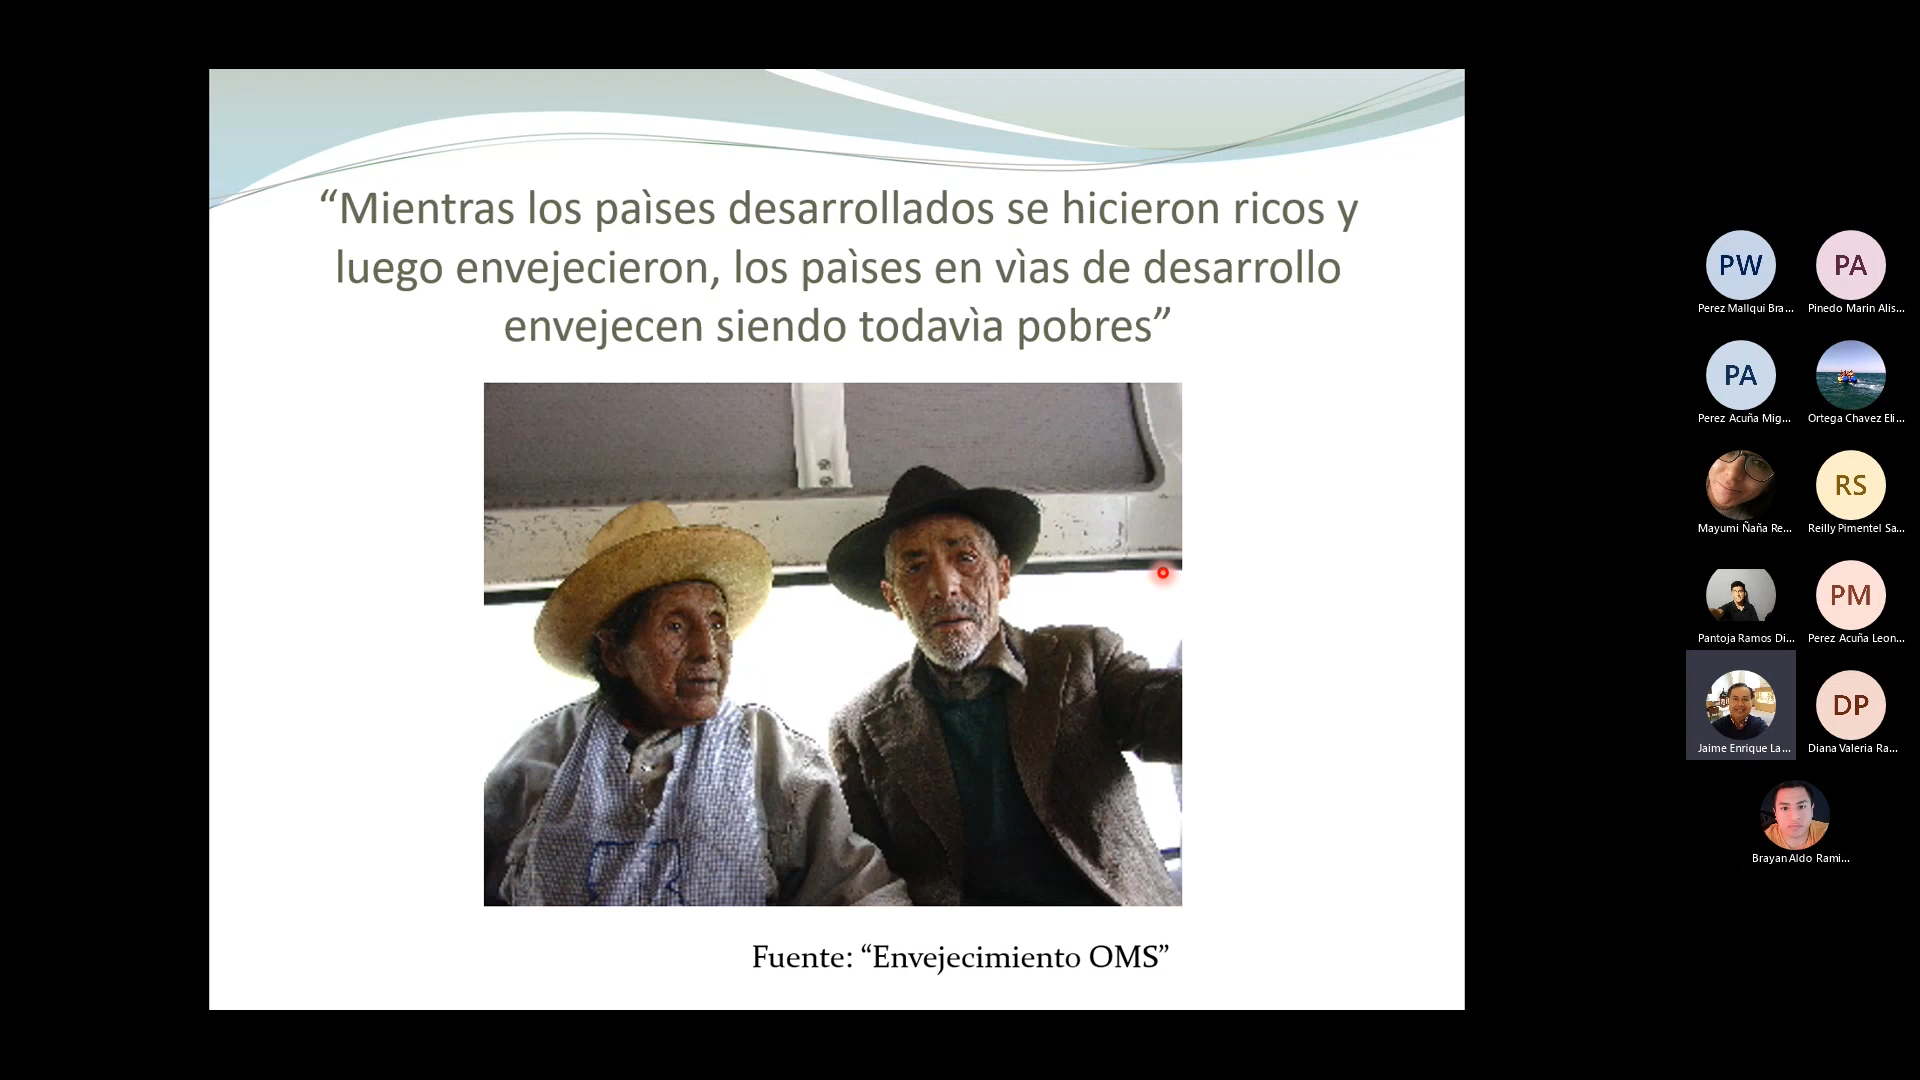 “Mientras los paìses desarrollados se hicieron ricos y
luego envejecieron, los paìses en vìas de desarrollo
envejecen siendo todavìa pobres”
Fuente: “Envejecimiento OMS”
PW
Perez Mallqui Bra...
PA
Pinedo Marin Alis...
PA
Perez Acuña Mig...
Ortega Chavez Eli...
Mayumi Ñaña Re...
RS
Reilly Pimentel Sa...
Pantoja Ramos Di...
PM
Perez Acuña Leon...
Jaime Enrique La...
DP
Diana Valeria Ra...
Brayan Aldo Rami...